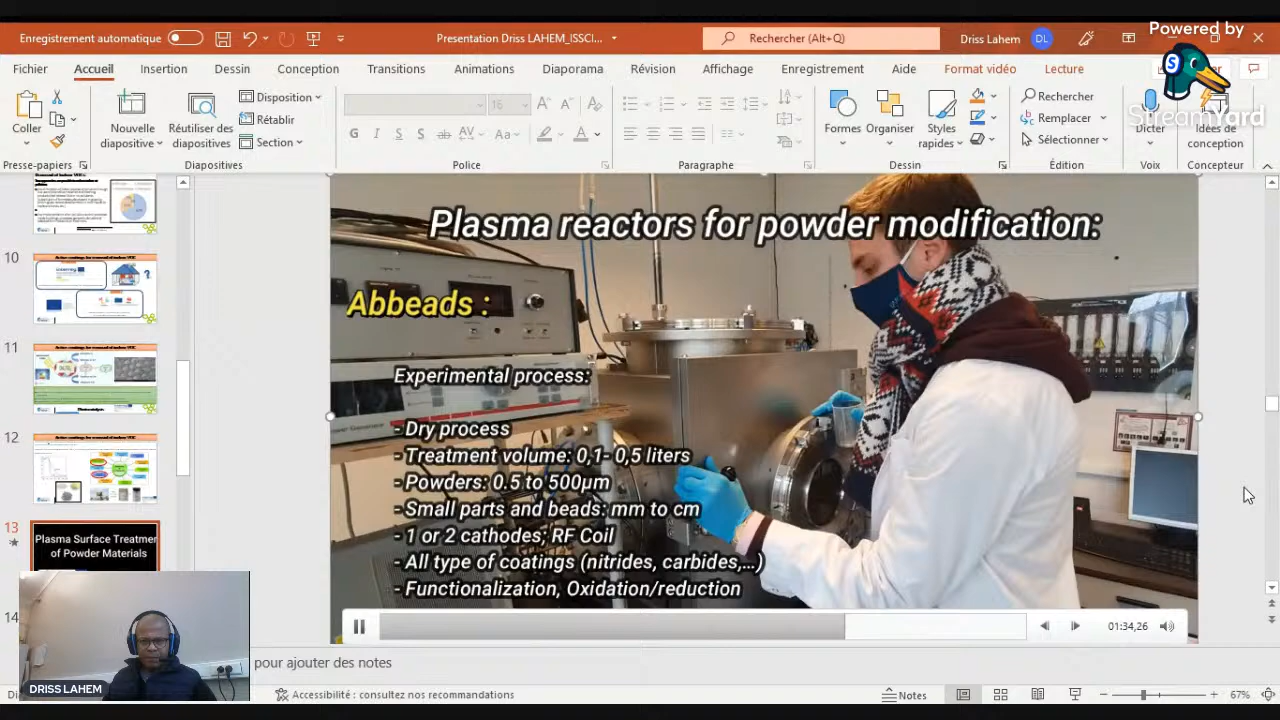 Enregistrement automatique
Presentation Driss LAHEM_ISSCI...
Rechercher (Alt+Q)
Driss Lahem
DL
Powered by
StreamYard
Fichier
Accueil
Insertion
Dessin
Conception
Transitions
Animations
Diaporama
Révision
Affichage
Enregistrement
Aide
Format vidéo
Lecture
Coller
Nouvelle
diapositive
Réutiliser des
diapositives
Disposition
Rétablir
Section
16
Formes
Organiser
Styles
rapides
Rechercher
Remplacer
Sélectionner
Dicter
Idées de
conception
Presse-papiers
Diapositives
Police
Paragraphe
Dessin
Édition
Voix
Concepteur
10
11
12
13
Plasma Surface Treatmen
of Powder Materials
14
Plasma reactors for powder modification:
Abbeads :
Experimental process:
- Dry process
- Treatment volume: 0,1- 0,5 liters
- Powders: 0.5 to 500µm
- Small parts and beads: mm to cm
- 1 or 2 cathodes; RF Coil
- All type of coatings (nitrides, carbides,...)
- Functionalization, Oxidation/reduction
01:34,26
pour ajouter des notes
DRISS LAHEM
Accessibilité : consultez nos recommandations
Notes
67%